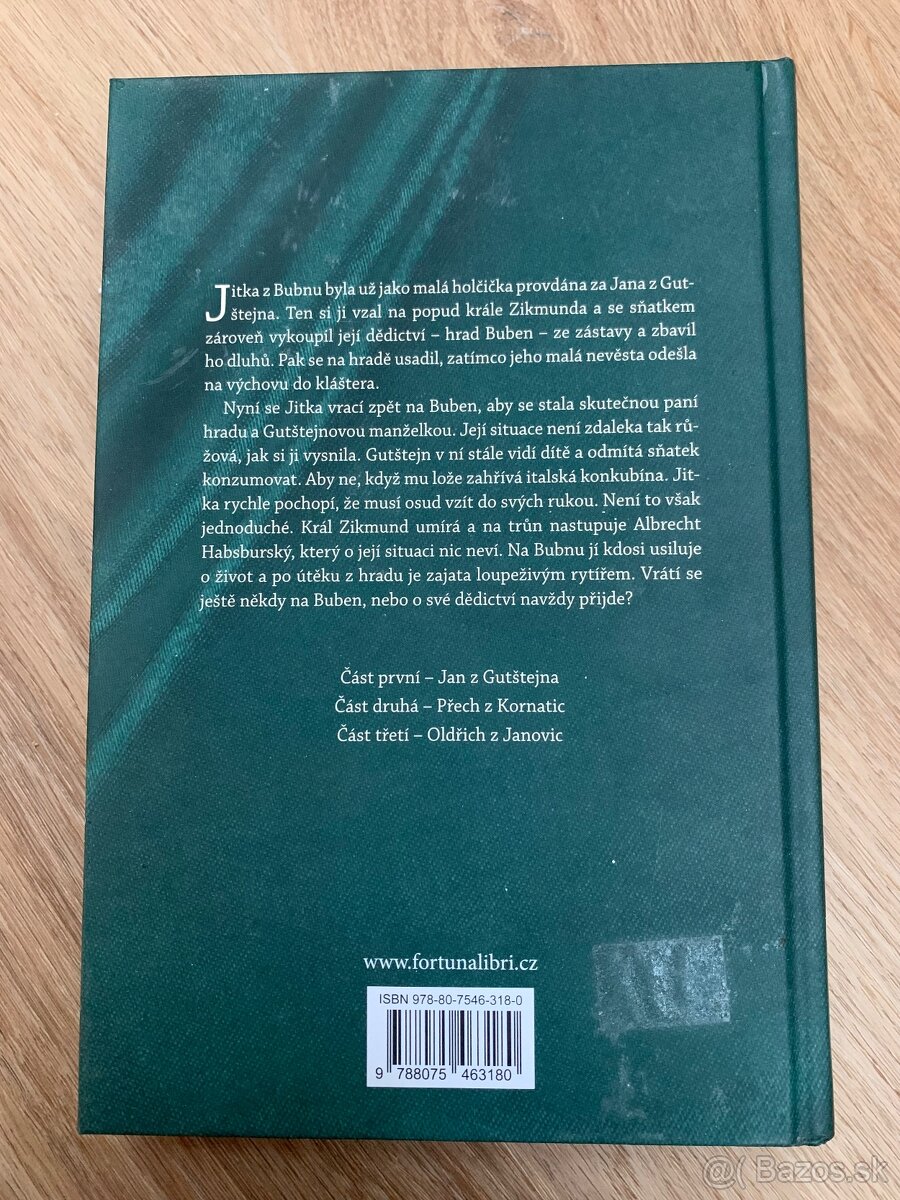 Jitka z Bubnu byla už jako malá holčička provdána za Jana z Gut-
štejna. Ten si ji vzal na popud krále Zikmunda a se sňatkem
zároveň vykoupil její dědictví – hrad Buben – ze zástavy a zbavil
ho dluhů. Pak se na hradě usadil, zatímco jeho malá nevěsta odešla
na výchovu do kláštera.
Nyní se Jitka vrací zpět na Buben, aby se stala skutečnou paní
hradu a Gutštejnovou manželkou. Její situace není zdaleka tak rů-
žová, jak si ji vysnila. Gutštejn v ní stále vidí dítě a odmítá sňatek
konzumovat. Aby ne, když mu lože zahřívá italská konkubína. Jit-
ka rychle pochopí, že musí osud vzít do svých rukou. Není to však
jednoduché. Král Zikmund umírá a na trůn nastupuje Albrecht
Habsburský, který o její situaci nic neví. Na Bubnu jí kdosi usiluje
o život a po útěku z hradu je zajata loupeživým rytířem. Vrátí se
ještě někdy na Buben, nebo o své dědictví navždy přijde?
Část první – Jan z Gutštejna
Část druhá – Přech z Kornatic
Část třetí – Oldřich z Janovic
www.fortunalibri.cz
ISBN 978-80-7546-318-0
9 788075 463180
@( Bazos.sk